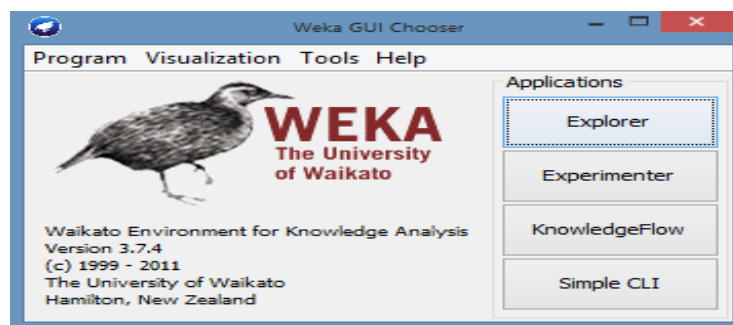 Weka GUI Chooser
Program Visualization Tools Help
WEKA
The University
of Waikato
Waikato Environment for Knowledge Analysis
Version 3.7.4
(c) 1999 - 2011
The University of Waikato
Hamilton, New Zealand
Applications
Explorer
Experimenter
KnowledgeFlow
Simple CLI